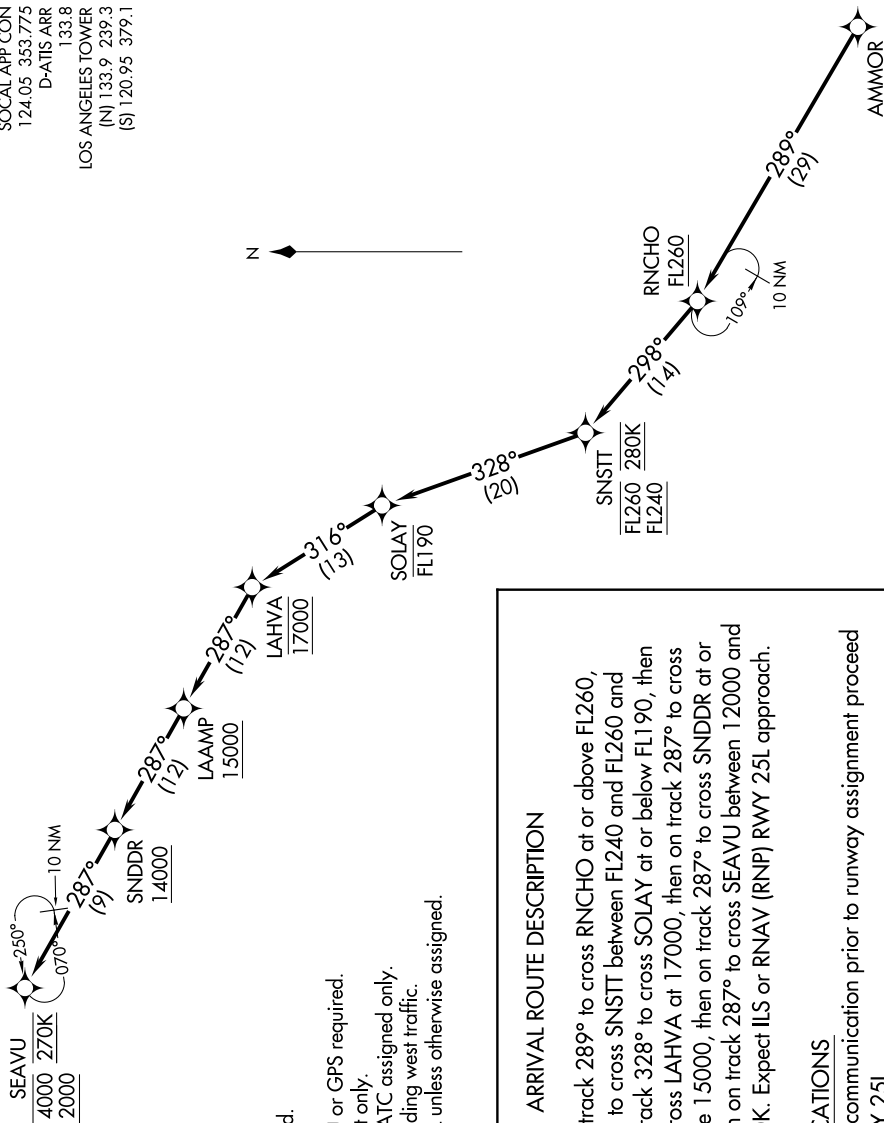 SOCAL APP CON
124.05 353.775
D-ATIS ARR
133.8
LOS ANGELES TOWER
(N) 133.9 239.3
(S) 120.95 379.1
N
AMMOR
289°
(29)
RNCHO
FL260
109°
10 NM
298°
(14)
SNSTT
FL260 280K
FL240
328°
(20)
SOLAY
FL190
316°
(13)
LAHVA
17000
287°
(12)
LAAMP
15000
287°
(12)
SNDDR
14000
287°
(9)
10 NM
250°
070°
SEAVU
4000 270K
2000
d.
or GPS required.
t only.
ATC assigned only.
ding west traffic.
unless otherwise assigned.
ARRIVAL ROUTE DESCRIPTION
track 289° to cross RNCHO at or above FL260,
to cross SNSTT between FL240 and FL260 and
rack 328° to cross SOLAY at or below FL190, then
ross LAHVA at 17000, then on track 287° to cross
e 15000, then on track 287° to cross SNDDR at or
n on track 287° to cross SEAVU between 12000 and
0K. Expect ILS or RNAV (RNP) RWY 25L approach.
CATIONS
communication prior to runway assignment proceed
Y 25L